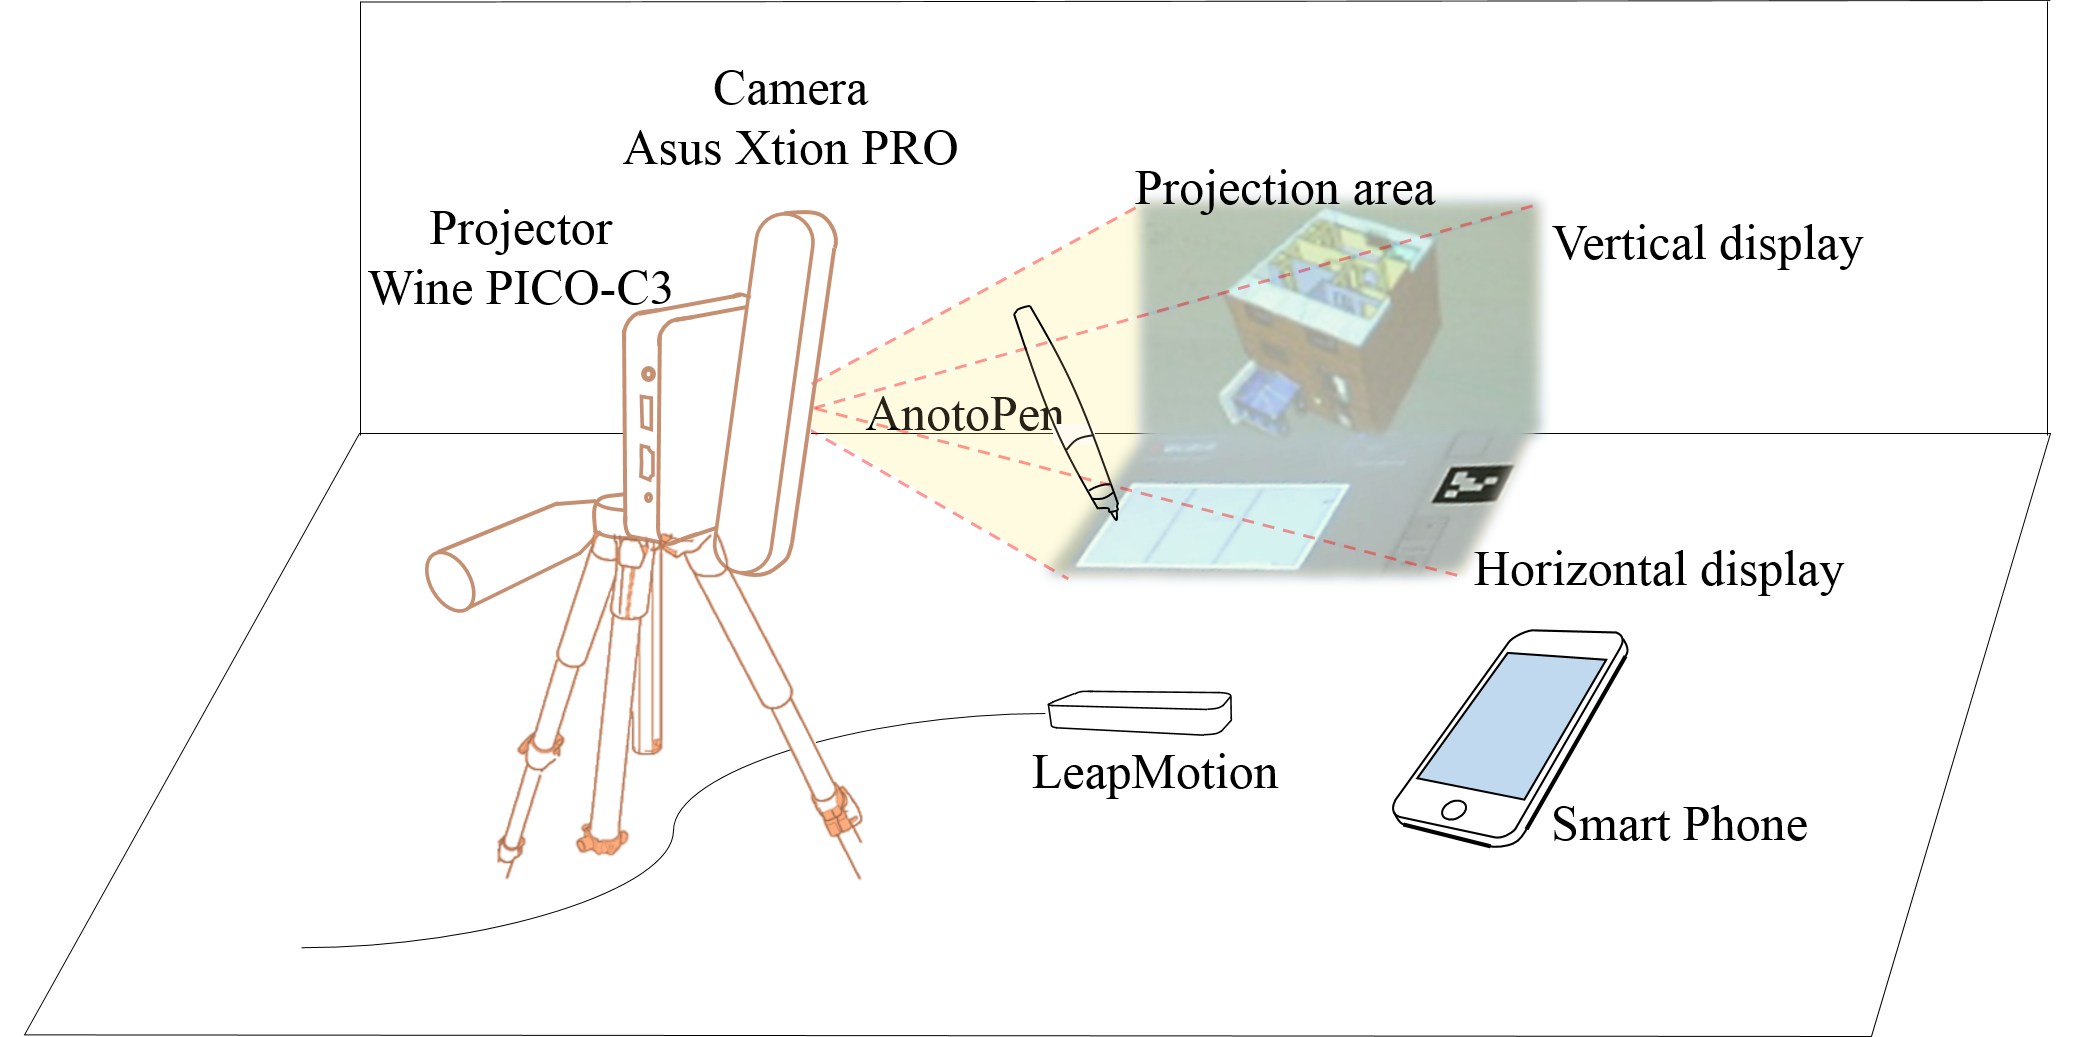 Camera
Asus Xtion PRO
Projector
Wine PICO-C3
Projection area
Vertical display
AnotoPen
Horizontal display
LeapMotion
Smart Phone